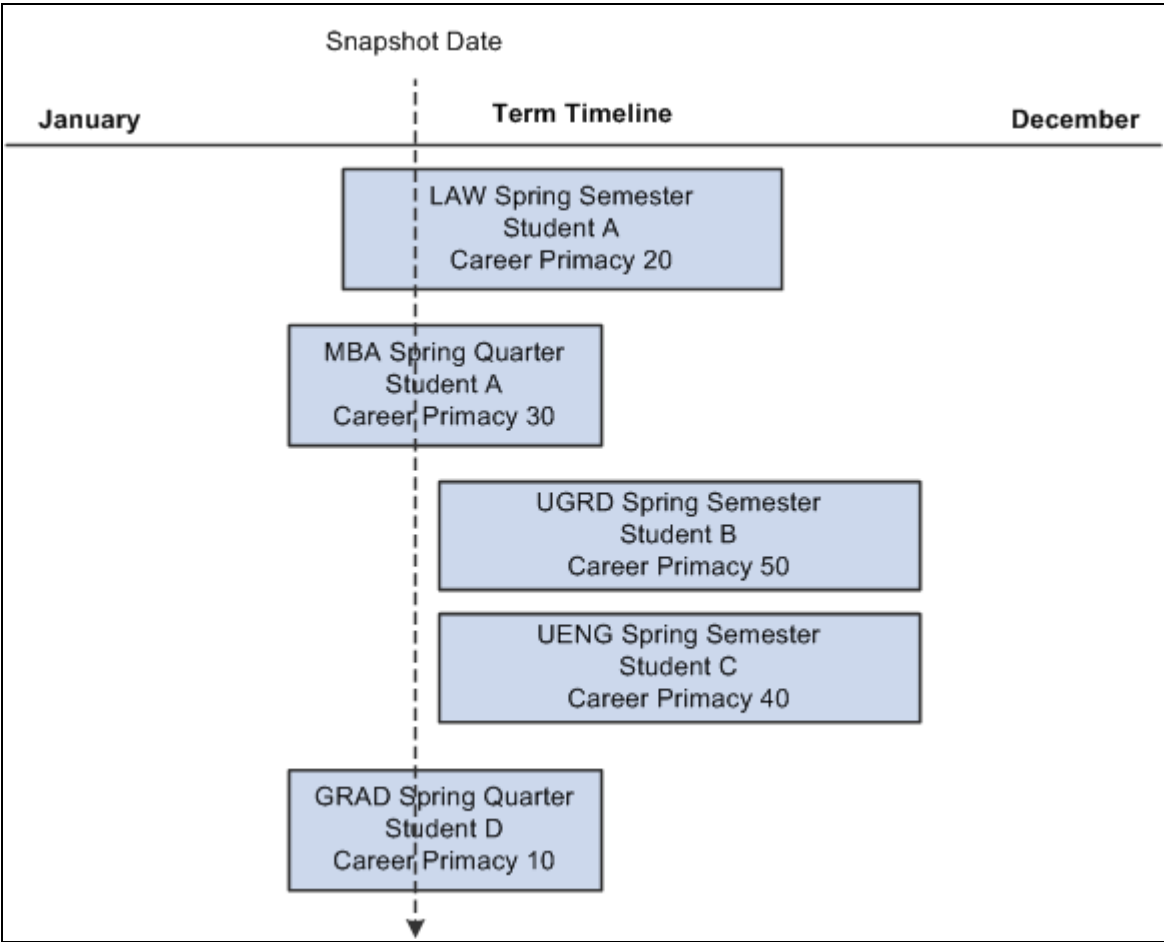 Snapshot Date
January
Term Timeline
December
LAW Spring Semester
Student A
Career Primacy 20
MBA Spring Quarter
Student A
Career Primacy 30
UGRD Spring Semester
Student B
Career Primacy 50
UENG Spring Semester
Student C
Career Primacy 40
GRAD Spring Quarter
Student D
Career Primacy 10